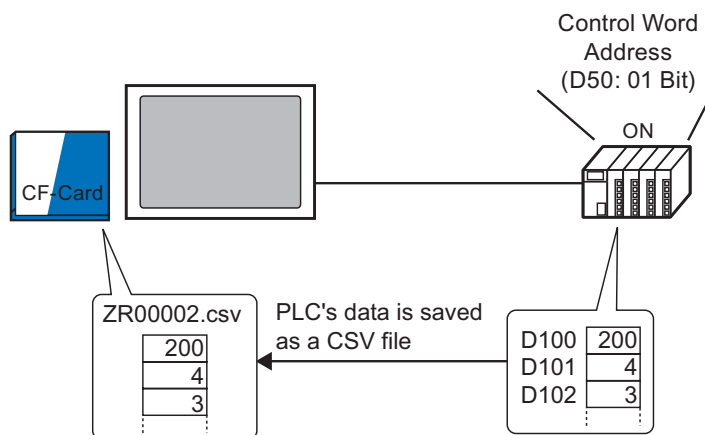 Control Word
Address
(D50: 01 Bit)
ON
CF-Card
ZR00002.csv
200
4
3
PLC's data is saved
as a CSV file
D100 200
D101 4
D102 3